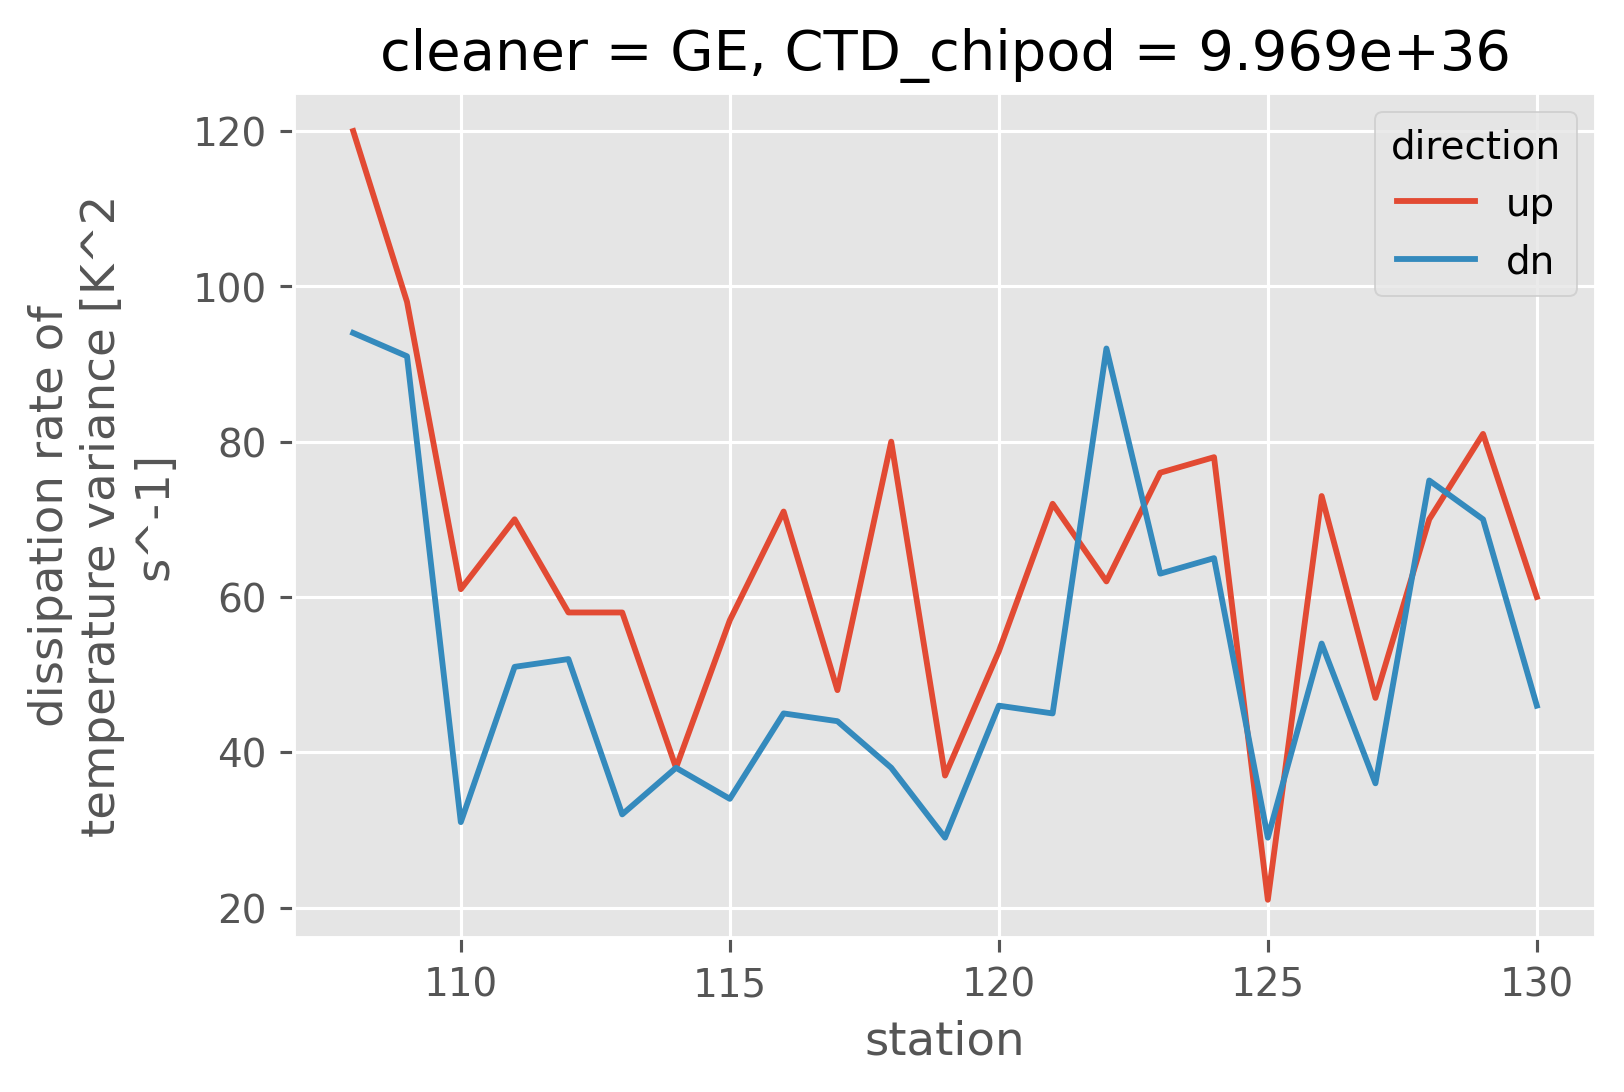 cleaner = GE, CTD_chipod = 9.969e+36
dissipation rate of
temperature variance [K^2
s^-1]
120
100
80
60
40
20
direction
up
dn
110
115
120
125
130
station